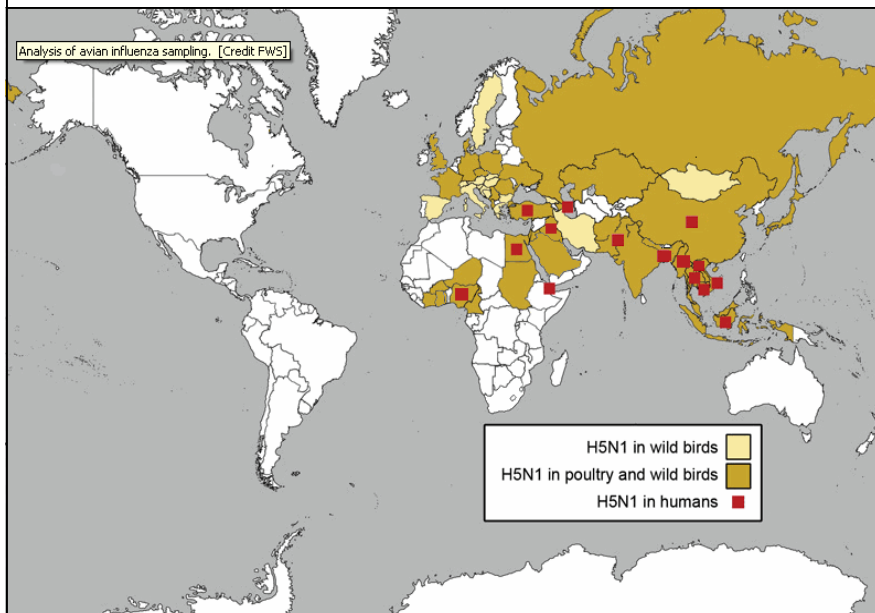 Analysis of avian influenza sampling. [Credit FWS]
H5N1 in wild birds
H5N1 in poultry and wild birds
H5N1 in humans